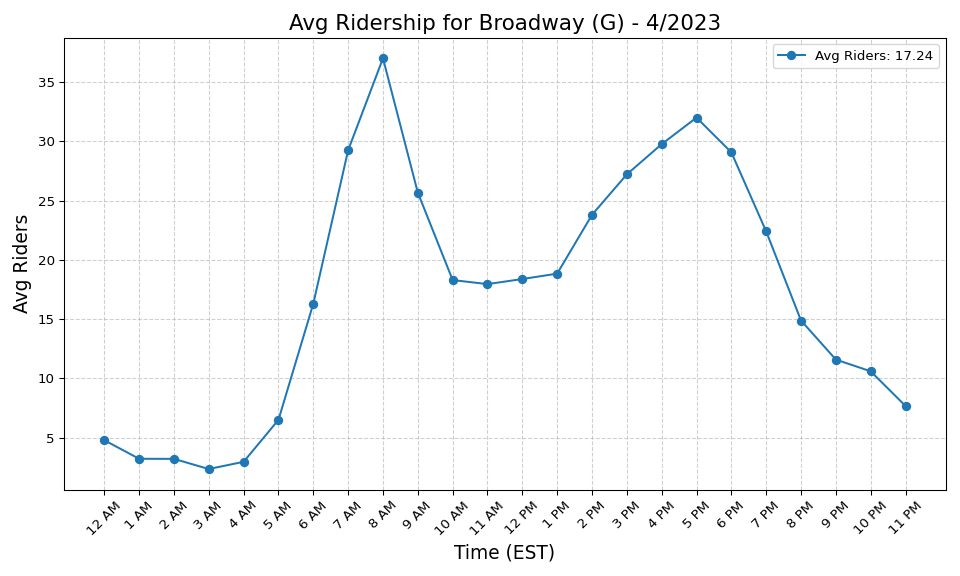 Avg Ridership for Broadway (G) - 4/2023
Avg Riders: 17.24
Avg Riders
35
30
25
20
15
10
5
12 AM 1 AM 2 AM 3 AM 4 AM 5 AM 6 AM 7 AM 8 AM 9 AM 10 AM 11 AM 12 PM 1 PM 2 PM 3 PM 4 PM 5 PM 6 PM 7 PM 8 PM 9 PM 10 PM 11 PM
Time (EST)